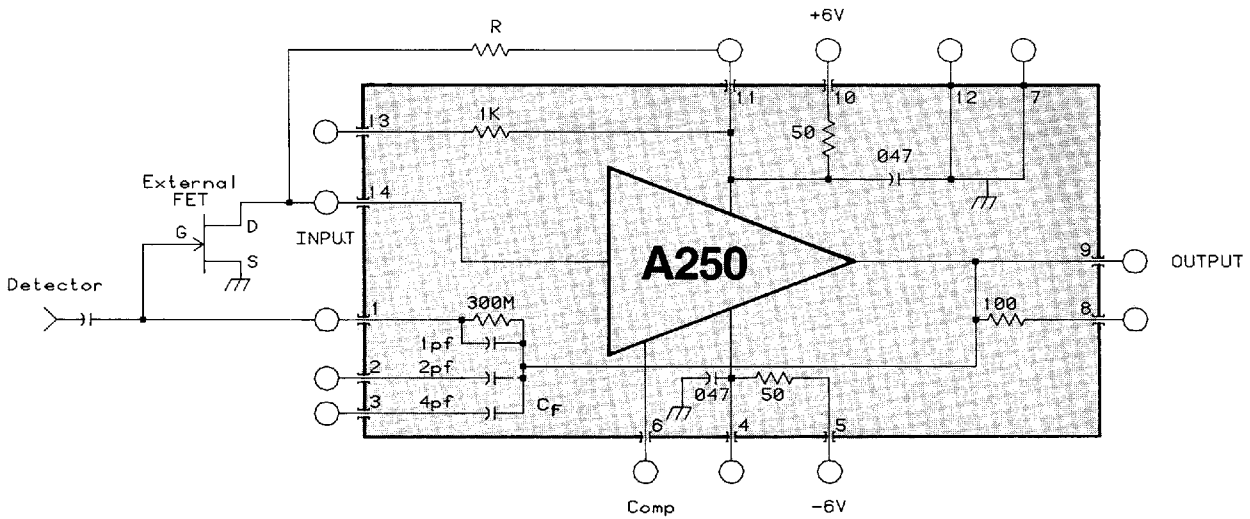 R
+6V
11
10
12
7
13
1K
50
047
External
FET
14
G
D
S
INPUT
A250
9
OUTPUT
Detector
1
300M
100
8
1pf
2
2pf
047
50
3
4pf
CF
6
4
5
Comp
-6V